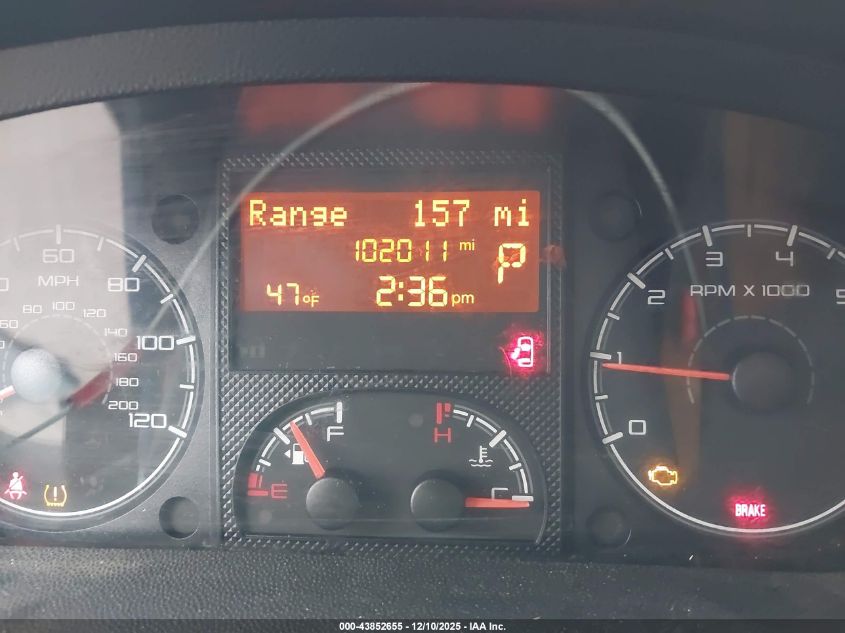 Range 157 mi
102011 mi
P
47°F 2:36 pm
60 80 100 120
MPH
60 80 100 120 140 160 180 200
0 1 2 3 4 5
RPM X 1000
E F
H C
BRAKE
000-43852655 - 12/10/2025 - IAA Inc.